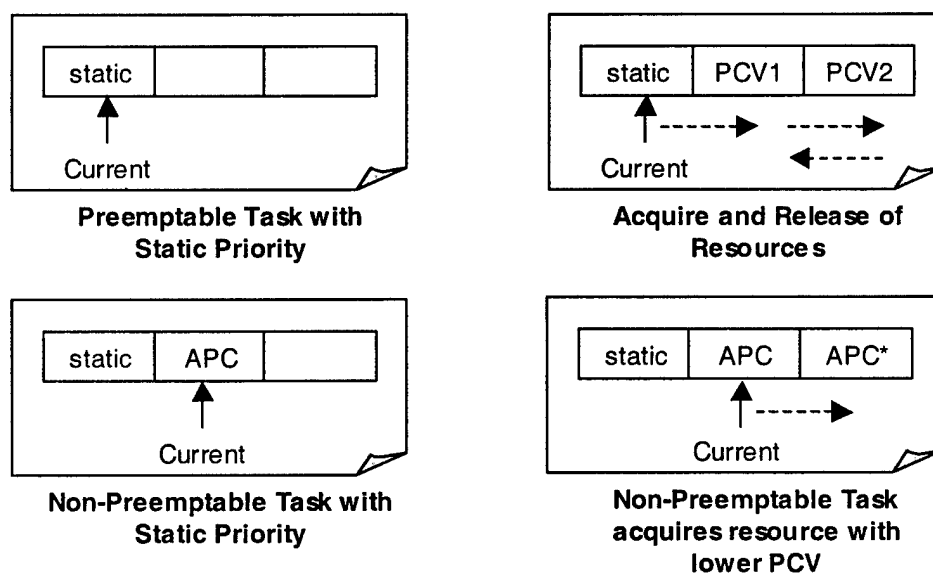 static
Current
Preemptable Task with
Static Priority
static PCV1 PCV2
Current
Acquire and Release of
Resources
static APC
Current
Non-Preemptable Task with
Static Priority
static APC APC*
Current
Non-Preemptable Task
acquires resource with
lower PCV